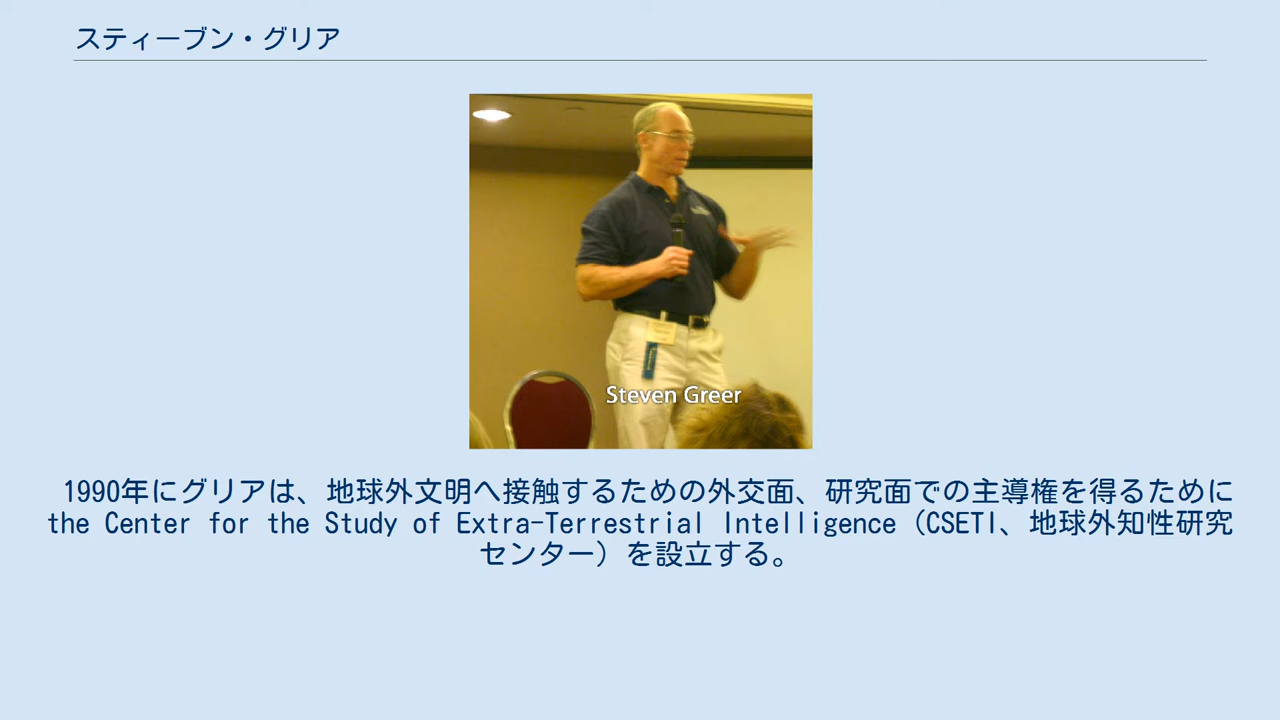 スティーブン・グリア
Steven Greer
1990年にグリアは、地球外文明へ接触するための外交面、研究面での主導権を得るために
the Center for the Study of Extra-Terrestrial Intelligence（CSETI、地球外知性研究
センター）を設立する。